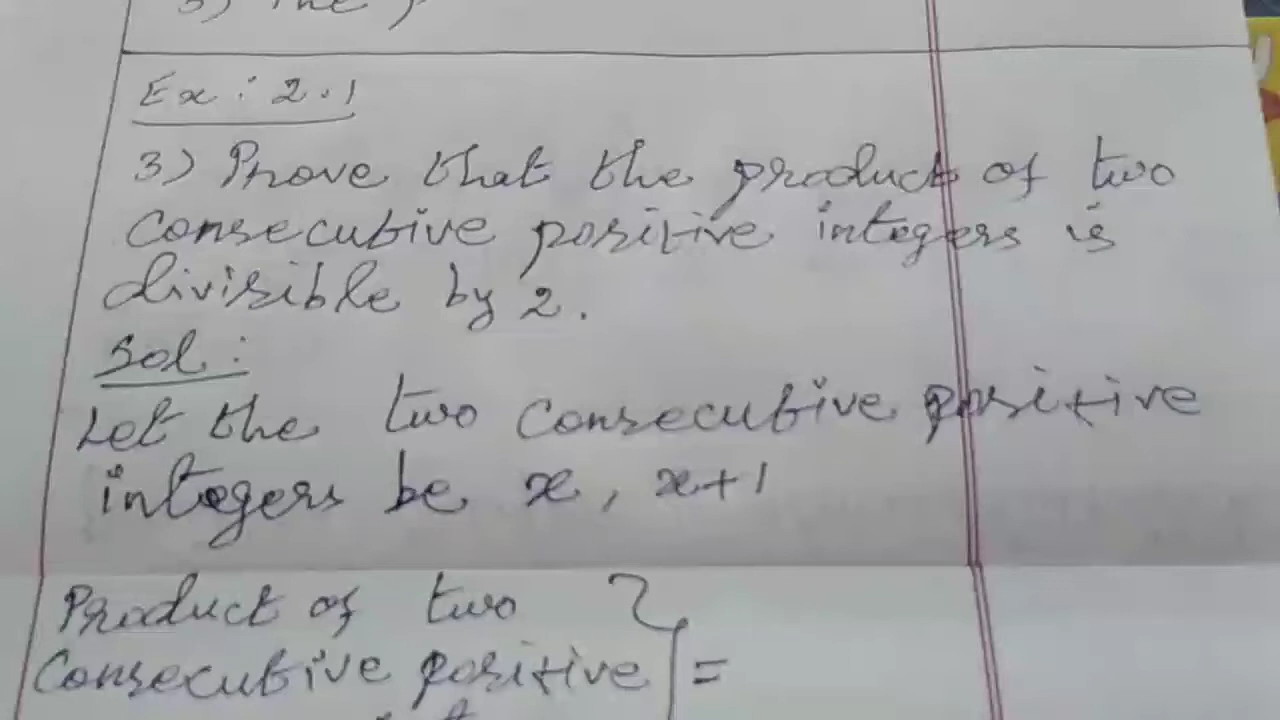 Ex : 2.1
3) Prove that the product of two
consecutive positive integers is
divisible by 2.
Sol :
Let the two consecutive positive
integers be x, x+1
Product of two
Consecutive positive } =